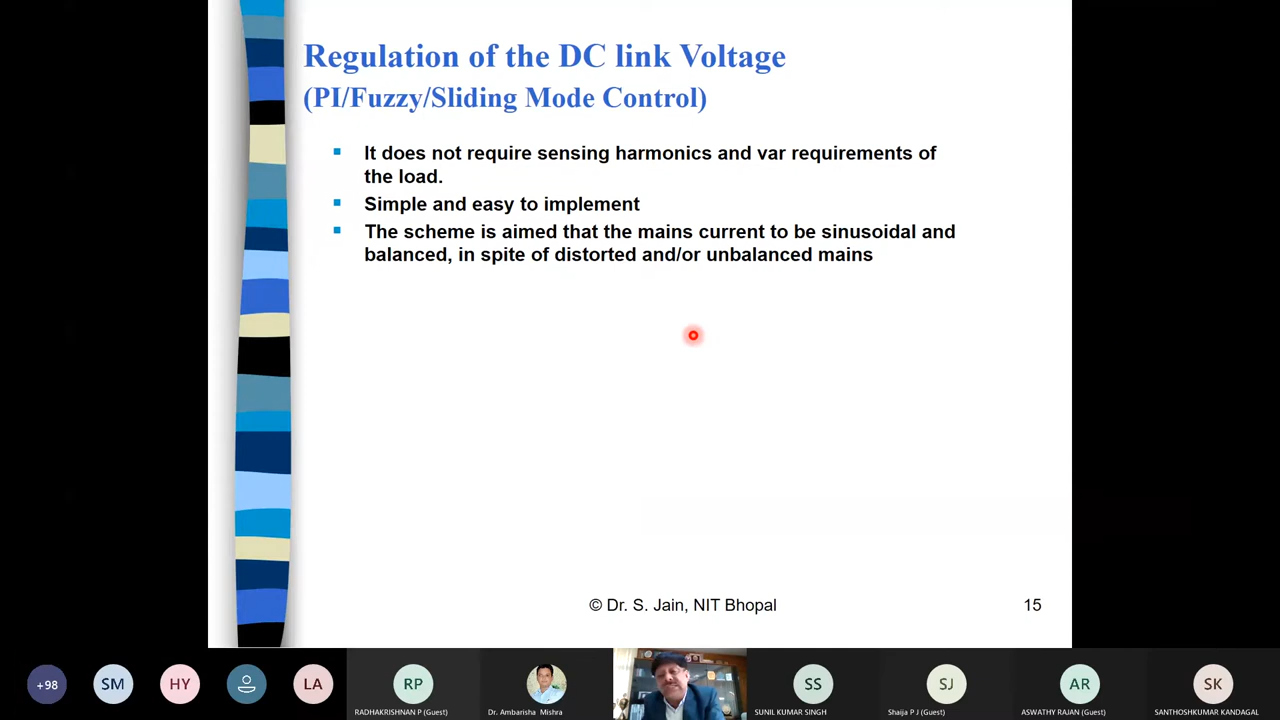 Regulation of the DC link Voltage
(PI/Fuzzy/Sliding Mode Control)
It does not require sensing harmonics and var requirements of
the load.
Simple and easy to implement
The scheme is aimed that the mains current to be sinusoidal and
balanced, in spite of distorted and/or unbalanced mains
© Dr. S. Jain, NIT Bhopal
15
+98
SM
HY
LA
RP
SS
SJ
AR
SK
RADHAKRISHNAN P (Guest)
Dr. Ambarisha Mishra
SUNIL KUMAR SINGH
Shaija P J (Guest)
ASWATHY RAJAN (Guest)
SANTHOSHKUMAR KANDAGAL